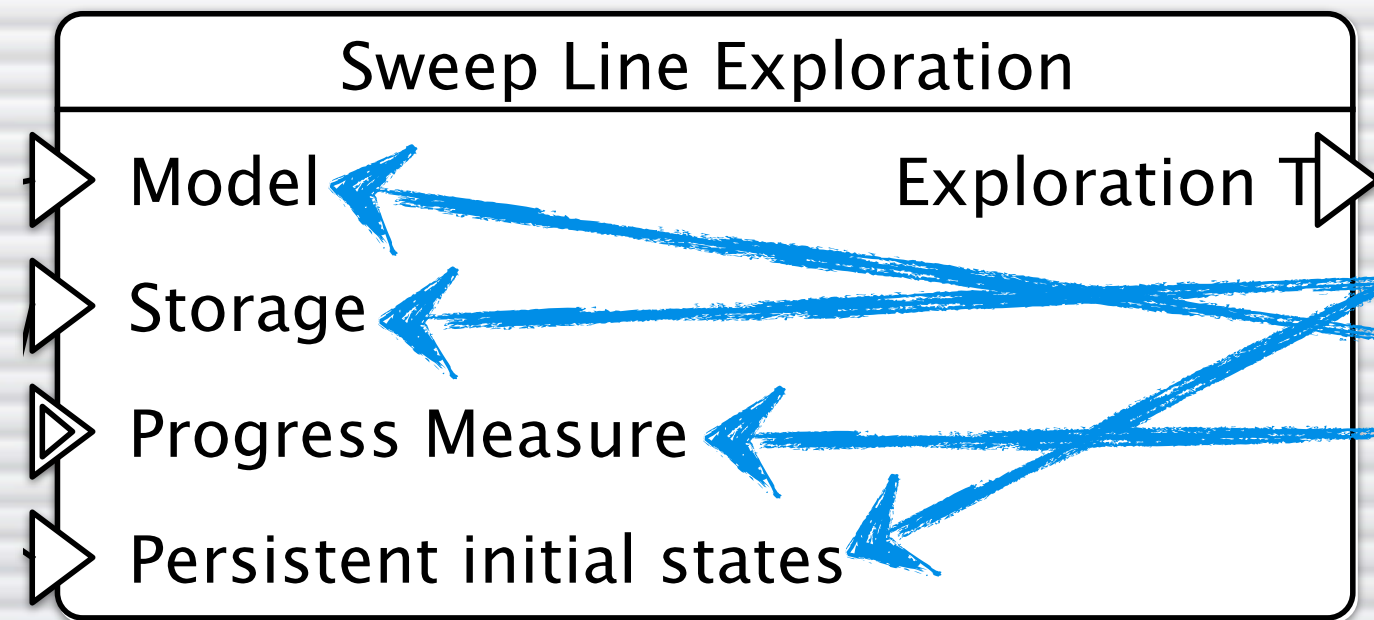 Sweep Line Exploration
Model
Exploration T
Storage
Progress Measure
Persistent initial states